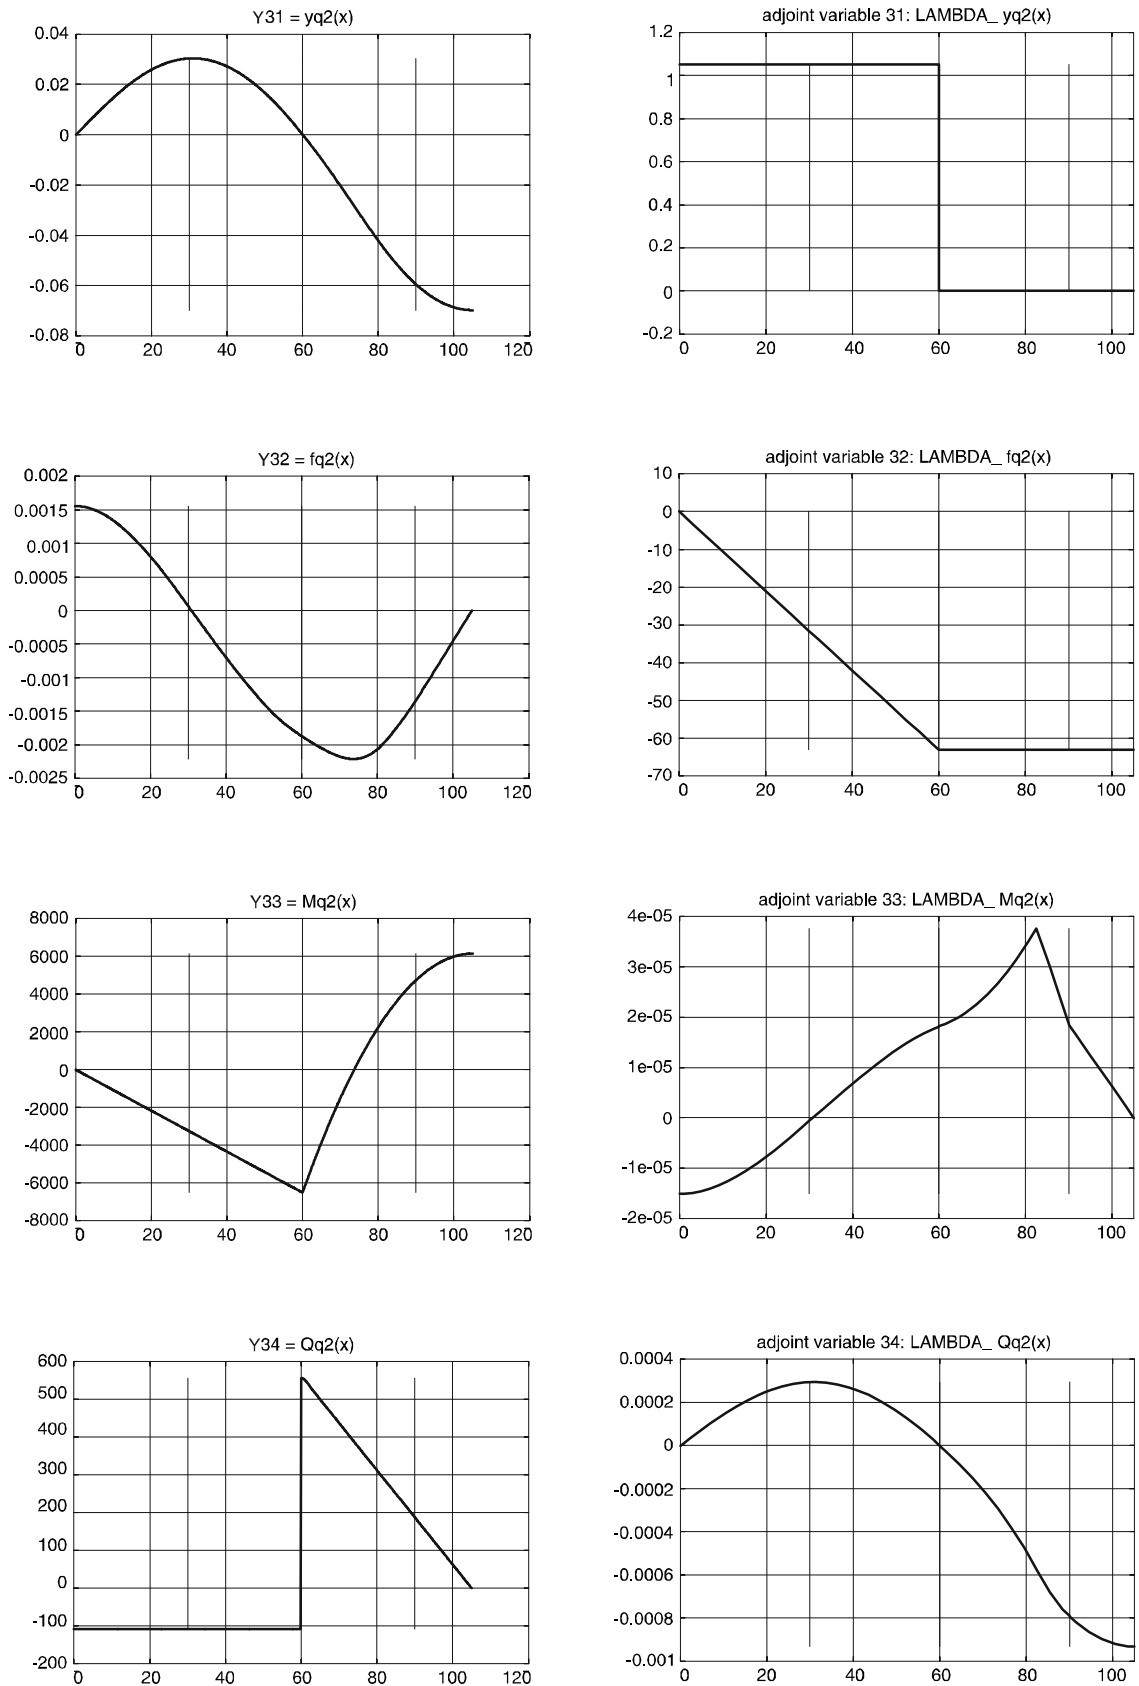 Y31 = yq2(x)
0.04
0.02
0
-0.02
-0.04
-0.06
-0.08
0 20 40 60 80 100 120
adjoint variable 31: LAMBDA_ yq2(x)
1.2
1
0.8
0.6
0.4
0.2
0
-0.2
0 20 40 60 80 100
Y32 = fq2(x)
0.002
0.0015
0.001
0.0005
0
-0.0005
-0.001
-0.0015
-0.002
-0.0025
0 20 40 60 80 100 120
adjoint variable 32: LAMBDA_ fq2(x)
10
0
-10
-20
-30
-40
-50
-60
-70
0 20 40 60 80 100
Y33 = Mq2(x)
8000
6000
4000
2000
0
-2000
-4000
-6000
-8000
0 20 40 60 80 100 120
adjoint variable 33: LAMBDA_ Mq2(x)
4e-05
3e-05
2e-05
1e-05
0
-1e-05
-2e-05
0 20 40 60 80 100
Y34 = Qq2(x)
600
500
400
300
200
100
0
-100
-200
0 20 40 60 80 100 120
adjoint variable 34: LAMBDA_ Qq2(x)
0.0004
0.0002
0
-0.0002
-0.0004
-0.0006
-0.0008
-0.001
0 20 40 60 80 100